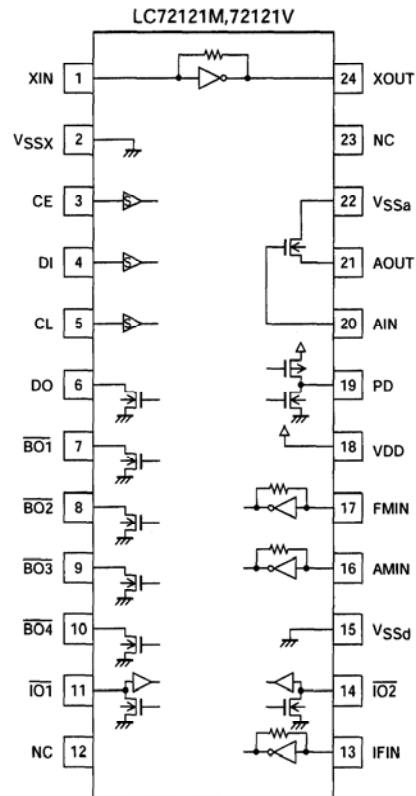 LC72121M,72121V
XIN 1 24 XOUT
VSSX 2 23 NC
CE 3 S 22 VSSa
DI 4 S 21 AOUT
CL 5 S 20 AIN
DO 6 19 PD
BO1 7 18 VDD
BO2 8 17 FMIN
BO3 9 16 AMIN
BO4 10 15 VSSd
IO1 11 14 IO2
NC 12 13 IFIN